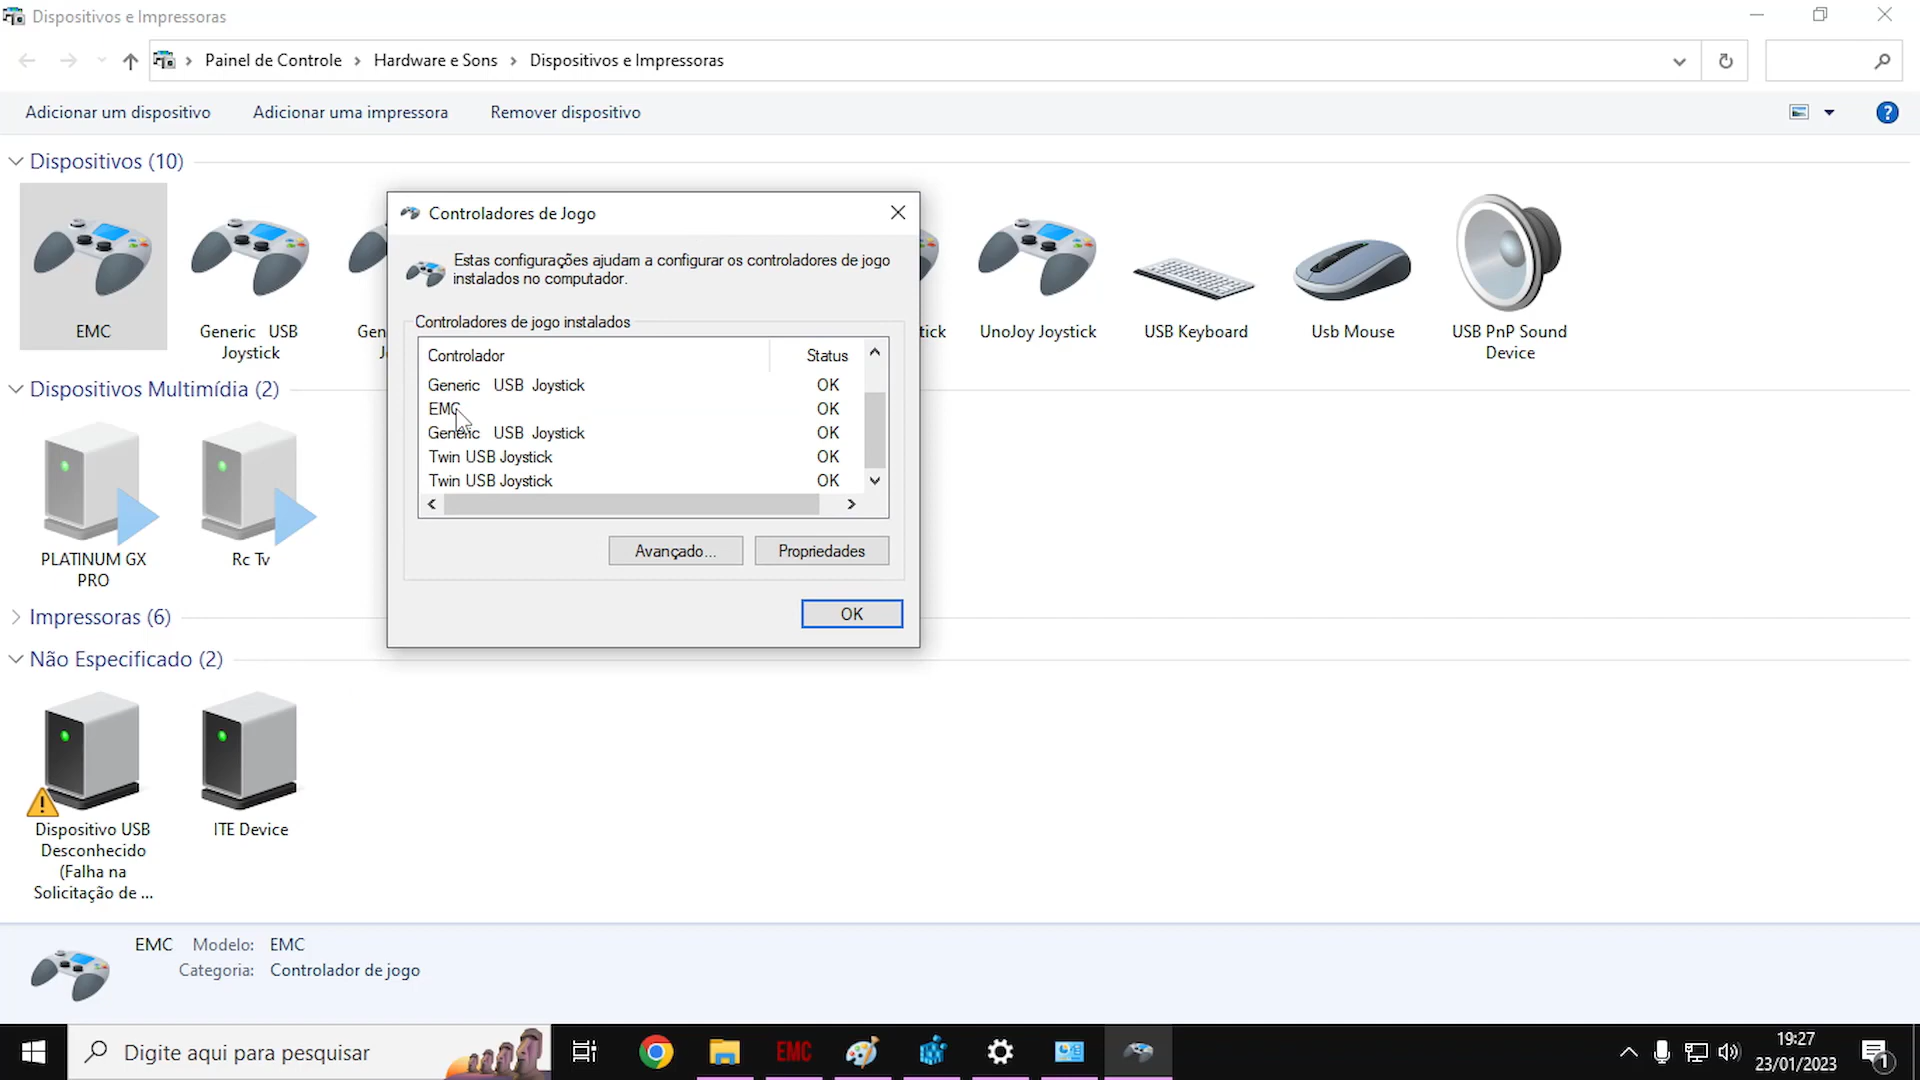 Dispositivos e Impressoras
Painel de Controle > Hardware e Sons > Dispositivos e Impressoras
Adicionar um dispositivo Adicionar uma impressora Remover dispositivo
?
Dispositivos (10)
EMC
Generic USB
Joystick
UnoJoy Joystick
USB Keyboard
Usb Mouse
USB PnP Sound
Device
Controladores de Jogo
Estas configurações ajudam a configurar os controladores de jogo
instalados no computador.
Controladores de jogo instalados
Controlador Status
Generic USB Joystick OK
EMC OK
Generic USB Joystick OK
Twin USB Joystick OK
Twin USB Joystick OK
Avançado... Propriedades
OK
Dispositivos Multimídia (2)
PLATINUM GX
PRO
Rc Tv
Impressoras (6)
Não Especificado (2)
Dispositivo USB
Desconhecido
(Falha na
Solicitação de ...
ITE Device
EMC Modelo: EMC
Categoria: Controlador de jogo
Digite aqui para pesquisar
EMC
19:27
23/01/2023
1